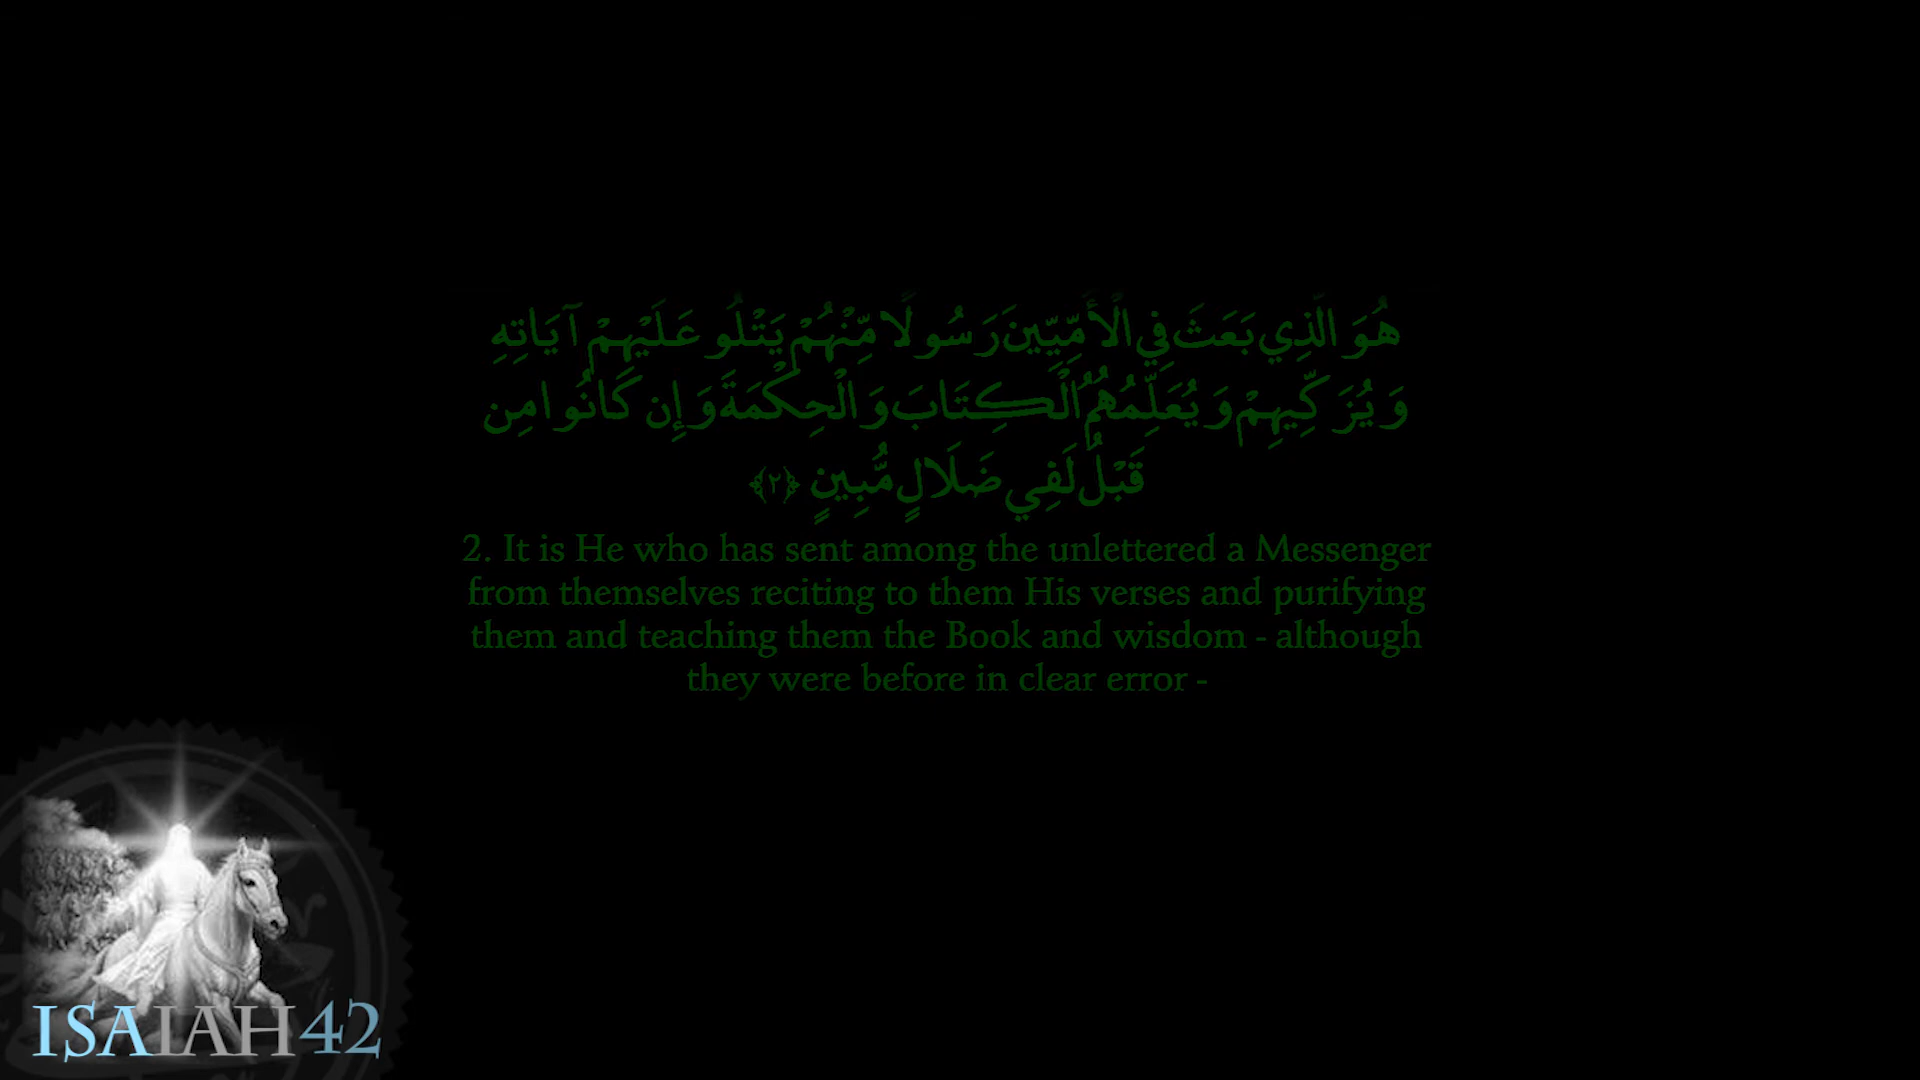 هُوَ الَّذِي بَعَثَ فِي الْأُمِّيِّينَ رَسُولًا مِّنْهُمْ يَتْلُو عَلَيْهِمْ آيَاتِهِ
وَيُزَكِّيهِمْ وَيُعَلِّمُهُمُ الْكِتَابَ وَالْحِكْمَةَ وَإِن كَانُوا مِن
قَبْلُ لَفِي ضَلَالٍ مُّبِينٍ ﴿٢﴾
2. It is He who has sent among the unlettered a Messenger
from themselves reciting to them His verses and purifying
them and teaching them the Book and wisdom - although
they were before in clear error -
ISAIAH 42